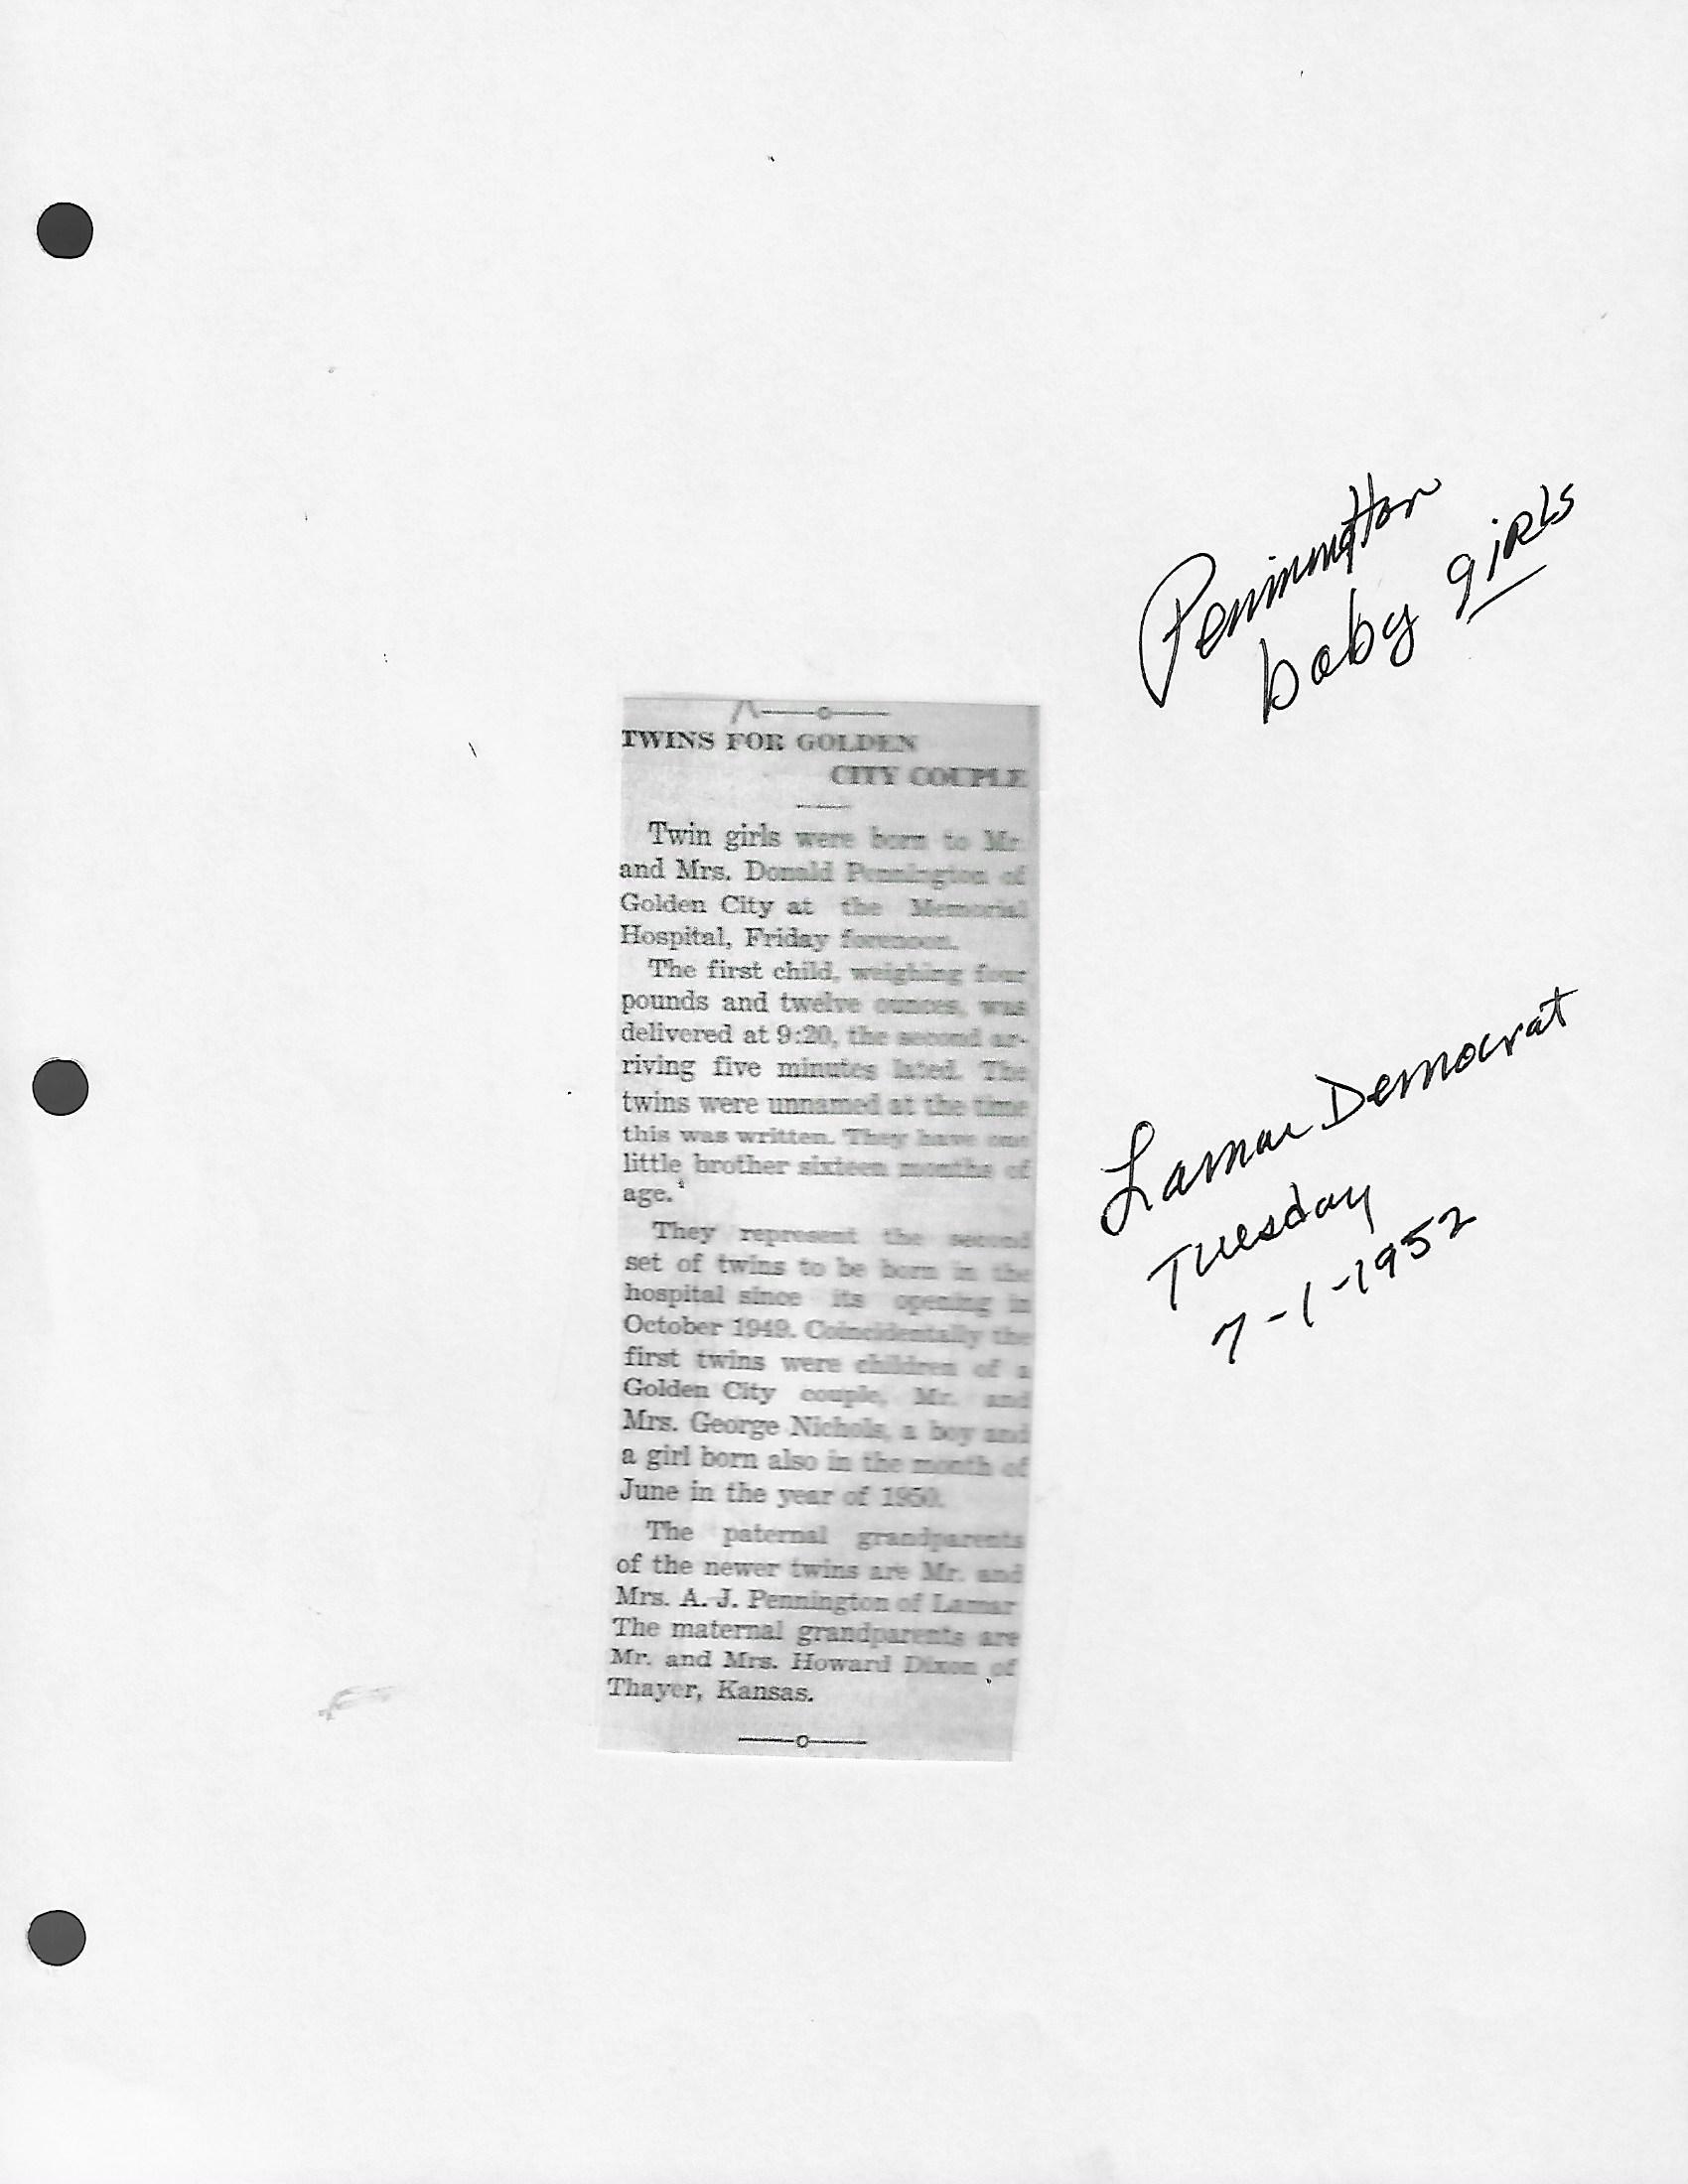 Pennington
baby girls
TWINS FOR GOLDEN
CITY COUPLE
Twin girls were born to Mr.
and Mrs. Donald Pennington of
Golden City at the Memorial
Hospital, Friday forenoon.
The first child, weighing four
pounds and twelve ounces, was
delivered at 9:20, the second ar-
riving five minutes lated. The
twins were unnamed at the time
this was written. They have one
little brother sixteen months of
age.
They represent the second
set of twins to be born in the
hospital since its opening in
October 1949. Coincidentally the
first twins were children of a
Golden City couple, Mr. and
Mrs. George Nichols, a boy and
a girl born also in the month of
June in the year of 1950.
The paternal grandparents
of the newer twins are Mr. and
Mrs. A. J. Pennington of Lamar
The maternal grandparents are
Mr. and Mrs. Howard Dixon of
Thayer, Kansas.
Lamar Democrat
Tuesday
7-1-1952